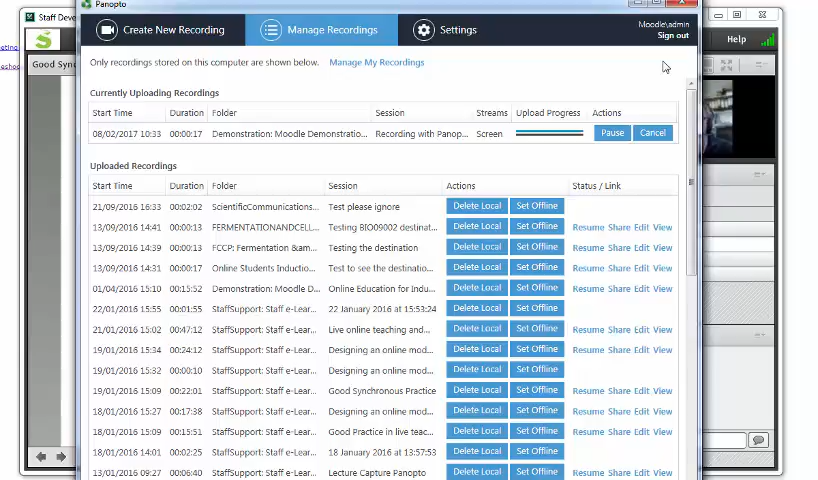 Staff Deve
Panopto
Create New Recording
Manage Recordings
Settings
Moodle\admin
Sign out
Help
eting
Good Syn
eshoo
Only recordings stored on this computer are shown below. Manage My Recordings
Currently Uploading Recordings
Start Time Duration Folder Session Streams Upload Progress Actions
08/02/2017 10:33 00:00:17 Demonstration: Moodle Demonstratio... Recording with Panop... Screen Pause Cancel
Uploaded Recordings
Start Time Duration Folder Session Actions Status / Link
21/09/2016 16:33 00:02:02 ScientificCommunications... Test please ignore Delete Local Set Offline
13/09/2016 14:41 00:00:13 FERMENTATIONANDCELL... Testing BIO09002 destinat... Delete Local Set Offline Resume Share Edit View
13/09/2016 14:39 00:00:13 FCCP: Fermentation &am... Testing the destination Delete Local Set Offline Resume Share Edit View
13/09/2016 14:31 00:00:17 Online Students Inductio... Test to see the destinatio... Delete Local Set Offline Resume Share Edit View
01/04/2016 15:10 00:15:52 Demonstration: Moodle D... Online Education for Indu... Delete Local Set Offline Resume Share Edit View
22/01/2016 15:55 00:01:55 StaffSupport: Staff e-Lear... 22 January 2016 at 15:53:24 Delete Local Set Offline
21/01/2016 15:02 00:47:12 StaffSupport: Staff e-Lear... Live online teaching and... Delete Local Set Offline Resume Share Edit View
19/01/2016 15:34 00:24:12 StaffSupport: Staff e-Lear... Designing an online mod... Delete Local Set Offline Resume Share Edit View
19/01/2016 15:32 00:00:10 StaffSupport: Staff e-Lear... Designing an online mod... Delete Local Set Offline
19/01/2016 15:09 00:22:01 StaffSupport: Staff e-Lear... Good Synchronous Practice Delete Local Set Offline Resume Share Edit View
18/01/2016 15:27 00:17:38 StaffSupport: Staff e-Lear... Designing an online mod... Delete Local Set Offline Resume Share Edit View
18/01/2016 15:09 00:15:51 StaffSupport: Staff e-Lear... Good Practice in live teac... Delete Local Set Offline Resume Share Edit View
18/01/2016 14:01 00:02:25 StaffSupport: Staff e-Lear... 18 January 2016 at 13:57:53 Delete Local Set Offline
13/01/2016 09:27 00:06:40 StaffSupport: Staff e-Lear... Lecture Capture Panopto Delete Local Set Offline Resume Share Edit View